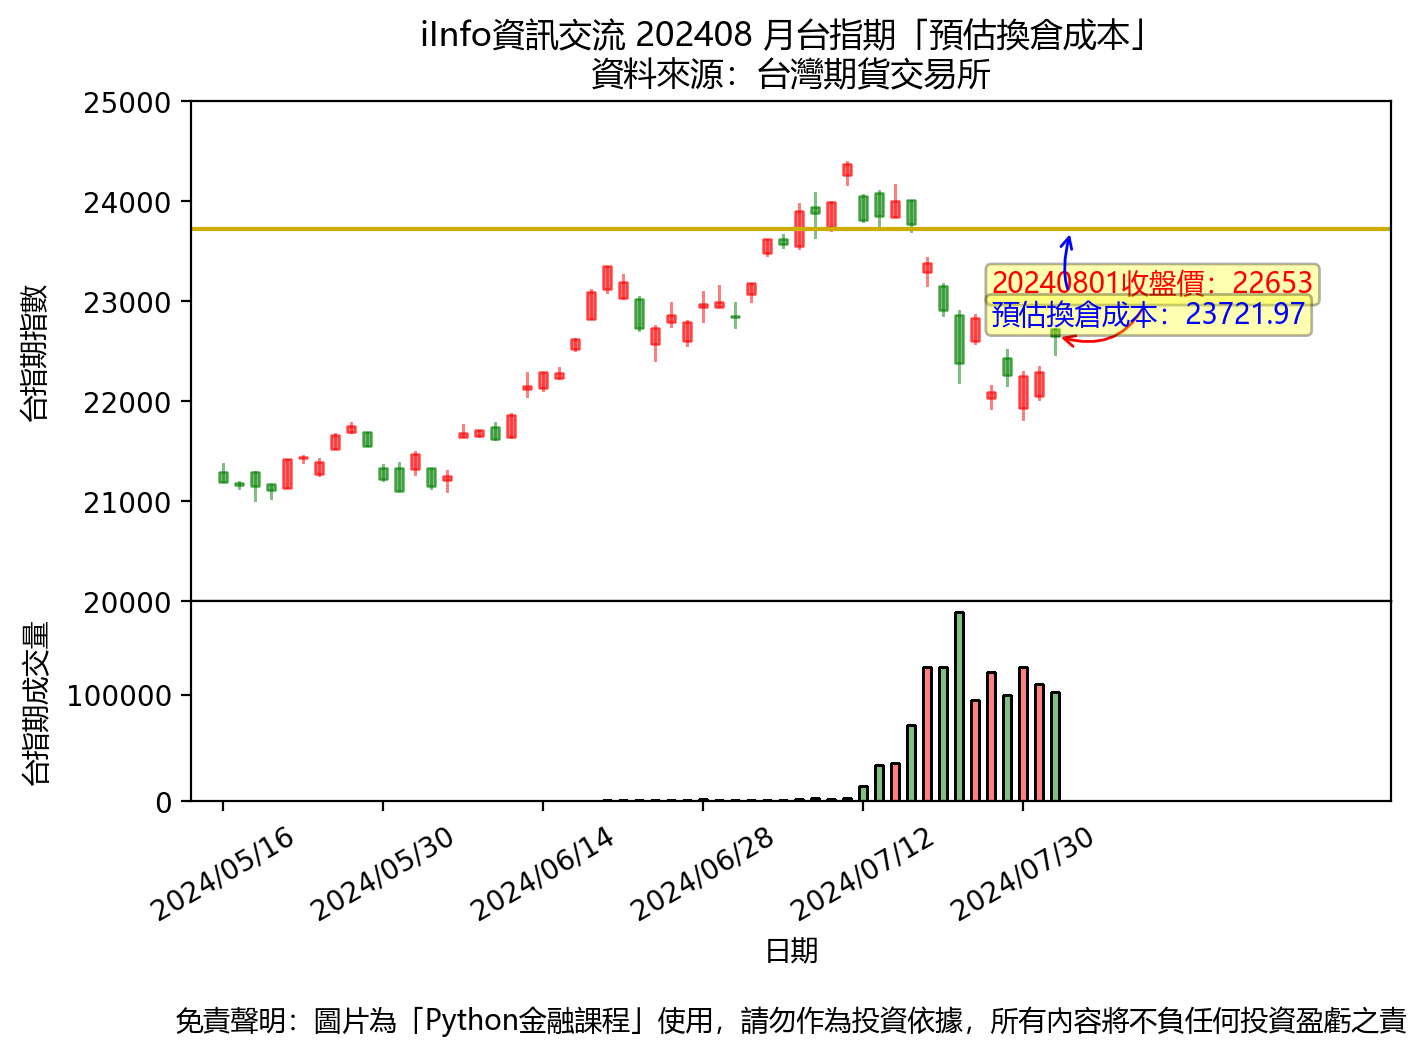 iInfo資訊交流 202408 月台指期「預估換倉成本」
資料來源：台灣期貨交易所
25000
24000
23000
22000
21000
20000
台指期指數
20240801收盤價：22653
預估換倉成本：23721.97
100000
0
台指期成交量
2024/05/16
2024/05/30
2024/06/14
2024/06/28
2024/07/12
2024/07/30
日期
免責聲明：圖片為「Python金融課程」使用，請勿作為投資依據，所有內容將不負任何投資盈虧之責